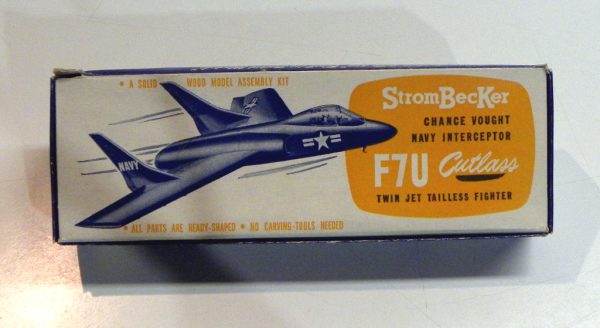 • A SOLID WOOD MODEL ASSEMBLY KIT
STROMBECKER
CHANCE VOUGHT
NAVY INTERCEPTOR
F7U Cutlass
TWIN JET TAILLESS FIGHTER
NAVY
• ALL PARTS ARE READY-SHAPED • NO CARVING-TOOLS NEEDED